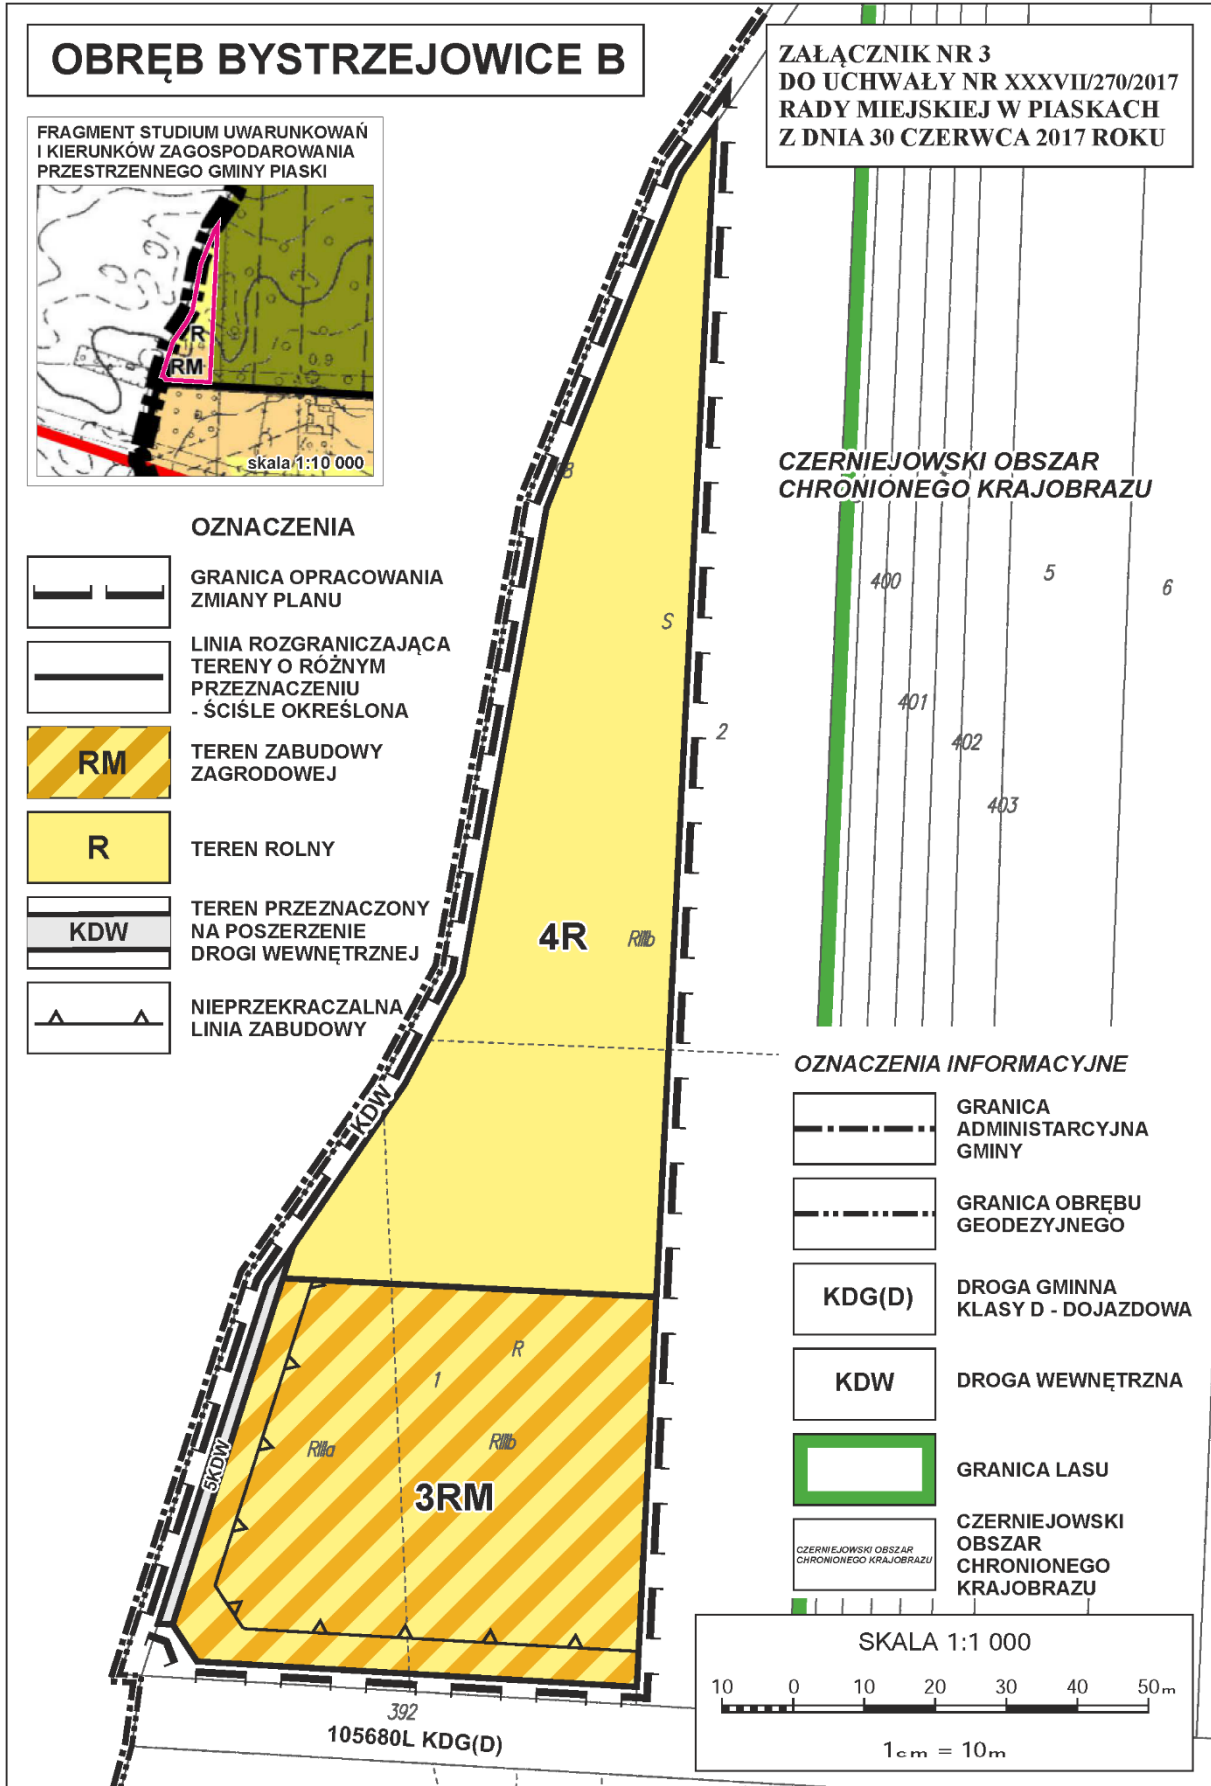 OBRĘB BYSTRZEJOWICE B
ZAŁĄCZNIK NR 3
DO UCHWAŁY NR XXXVII/270/2017
RADY MIEJSKIEJ W PIASKACH
Z DNIA 30 CZERWCA 2017 ROKU
FRAGMENT STUDIUM UWARUNKOWAŃ
I KIERUNKÓW ZAGOSPODAROWANIA
PRZESTRZENNEGO GMINY PIASKI
R
RM
0.9
skala 1:10 000
OZNACZENIA
GRANICA OPRACOWANIA
ZMIANY PLANU
LINIA ROZGRANICZAJĄCA
TERENY O RÓŻNYM
PRZEZNACZENIU
- ŚCIŚLE OKREŚLONA
RM
TEREN ZABUDOWY
ZAGRODOWEJ
R
TEREN ROLNY
KDW
TEREN PRZEZNACZONY
NA POSZERZENIE
DROGI WEWNĘTRZNEJ
NIEPRZEKRACZALNA
LINIA ZABUDOWY
CZERNIEJOWSKI OBSZAR
CHRONIONEGO KRAJOBRAZU
400
5
6
401
402
403
S
2
4R
RIIIb
KDW
R
1
RIIIa
RIIIb
5KDW
3RM
392
105680L KDG(D)
OZNACZENIA INFORMACYJNE
GRANICA
ADMINISTARCYJNA
GMINY
GRANICA OBRĘBU
GEODEZYJNEGO
KDG(D)
DROGA GMINNA
KLASY D - DOJAZDOWA
KDW
DROGA WEWNĘTRZNA
GRANICA LASU
CZERNIEJOWSKI OBSZAR
CHRONIONEGO KRAJOBRAZU
CZERNIEJOWSKI
OBSZAR
CHRONIONEGO
KRAJOBRAZU
SKALA 1:1 000
10 0 10 20 30 40 50m
1cm = 10m